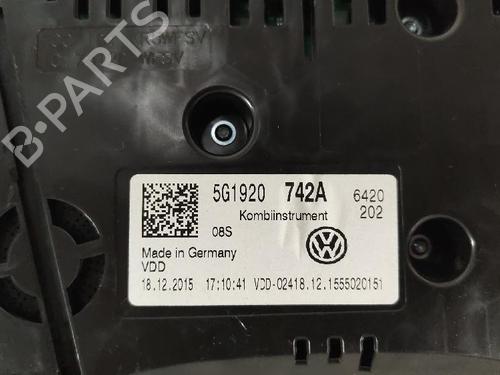 B-PARTS
5G1920 742A 6420
Kombiinstrument 202
08S
Made in Germany
VDD
18.12.2015 17:10:41 VDD-02418.12.1555020151